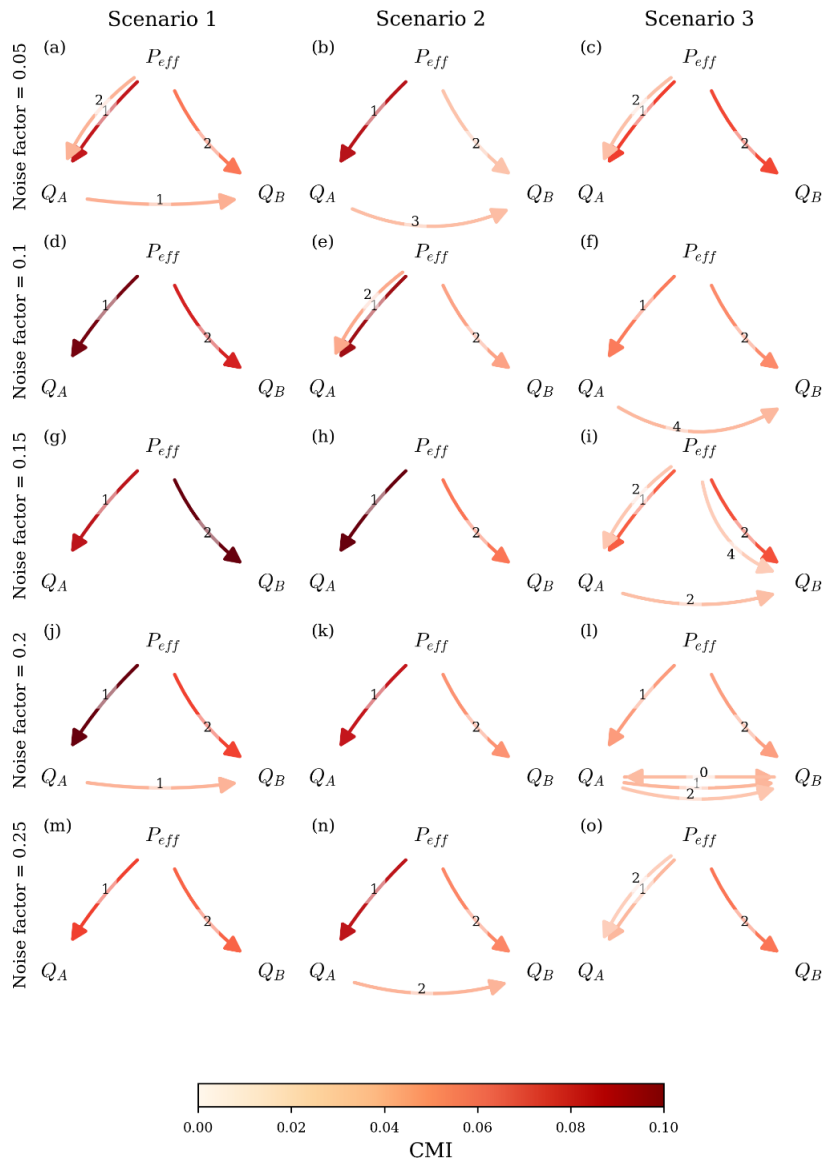 Scenario 1 Scenario 2 Scenario 3
Noise factor = 0.05
(a) P_eff 2 1 2 Q_A 1 Q_B
(b) P_eff 1 2 Q_A 3 Q_B
(c) P_eff 2 1 2 Q_A Q_B
Noise factor = 0.1
(d) P_eff 1 2 Q_A Q_B
(e) P_eff 2 1 2 Q_A Q_B
(f) P_eff 1 2 Q_A 4 Q_B
Noise factor = 0.15
(g) P_eff 1 2 Q_A Q_B
(h) P_eff 1 2 Q_A Q_B
(i) P_eff 2 1 2 4 Q_A 2 Q_B
Noise factor = 0.2
(j) P_eff 1 2 Q_A 1 Q_B
(k) P_eff 1 2 Q_A Q_B
(l) P_eff 1 2 Q_A 0 1 2 Q_B
Noise factor = 0.25
(m) P_eff 1 2 Q_A Q_B
(n) P_eff 1 2 Q_A 2 Q_B
(o) P_eff 2 1 2 Q_A Q_B
0.00 0.02 0.04 0.06 0.08 0.10
CMI